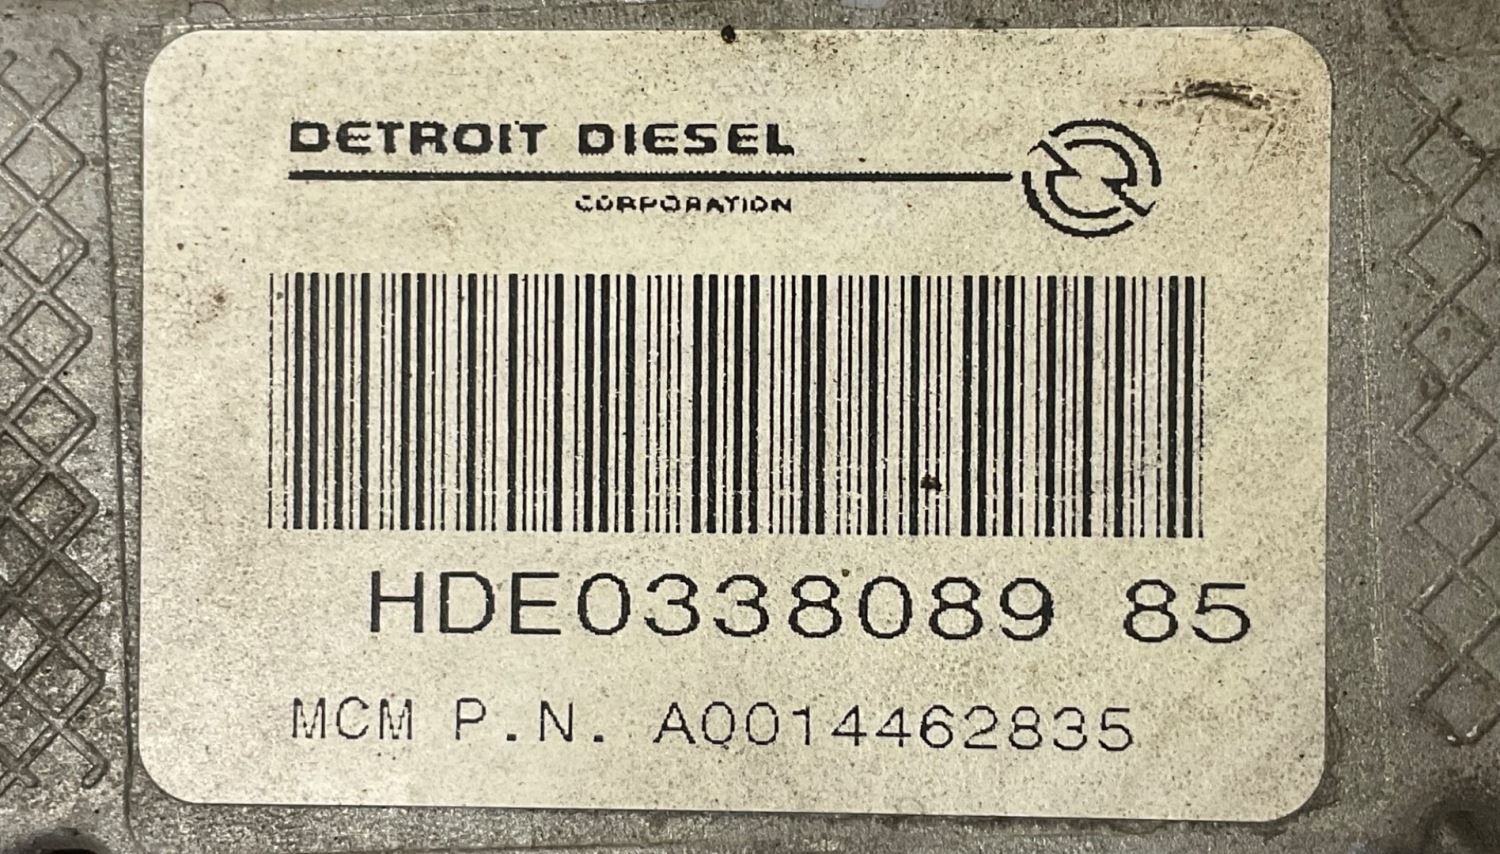 DETROIT DIESEL
CORPORATION
HDE0338089 85
MCM P.N. A0014462835